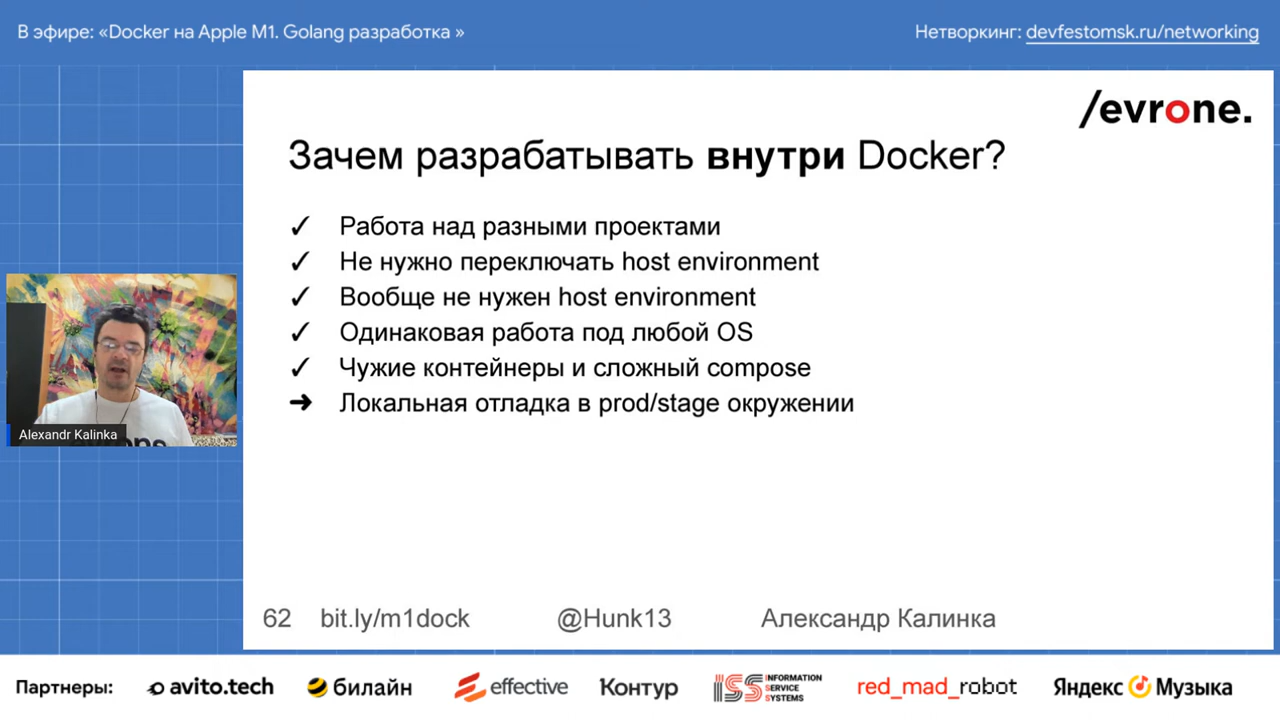 В эфире: «Docker на Apple M1. Golang разработка »
Нетворкинг: devfestomsk.ru/networking
/evrone.
Зачем разрабатывать внутри Docker?
✓ Работа над разными проектами
✓ Не нужно переключать host environment
✓ Вообще не нужен host environment
✓ Одинаковая работа под любой OS
✓ Чужие контейнеры и сложный compose
➜ Локальная отладка в prod/stage окружении
Alexandr Kalinka
62 bit.ly/m1dock @Hunk13 Александр Калинка
Партнеры: avito.tech билайн effective Контур ISS INFORMATION SERVICE SYSTEMS red_mad_robot Яндекс Музыка